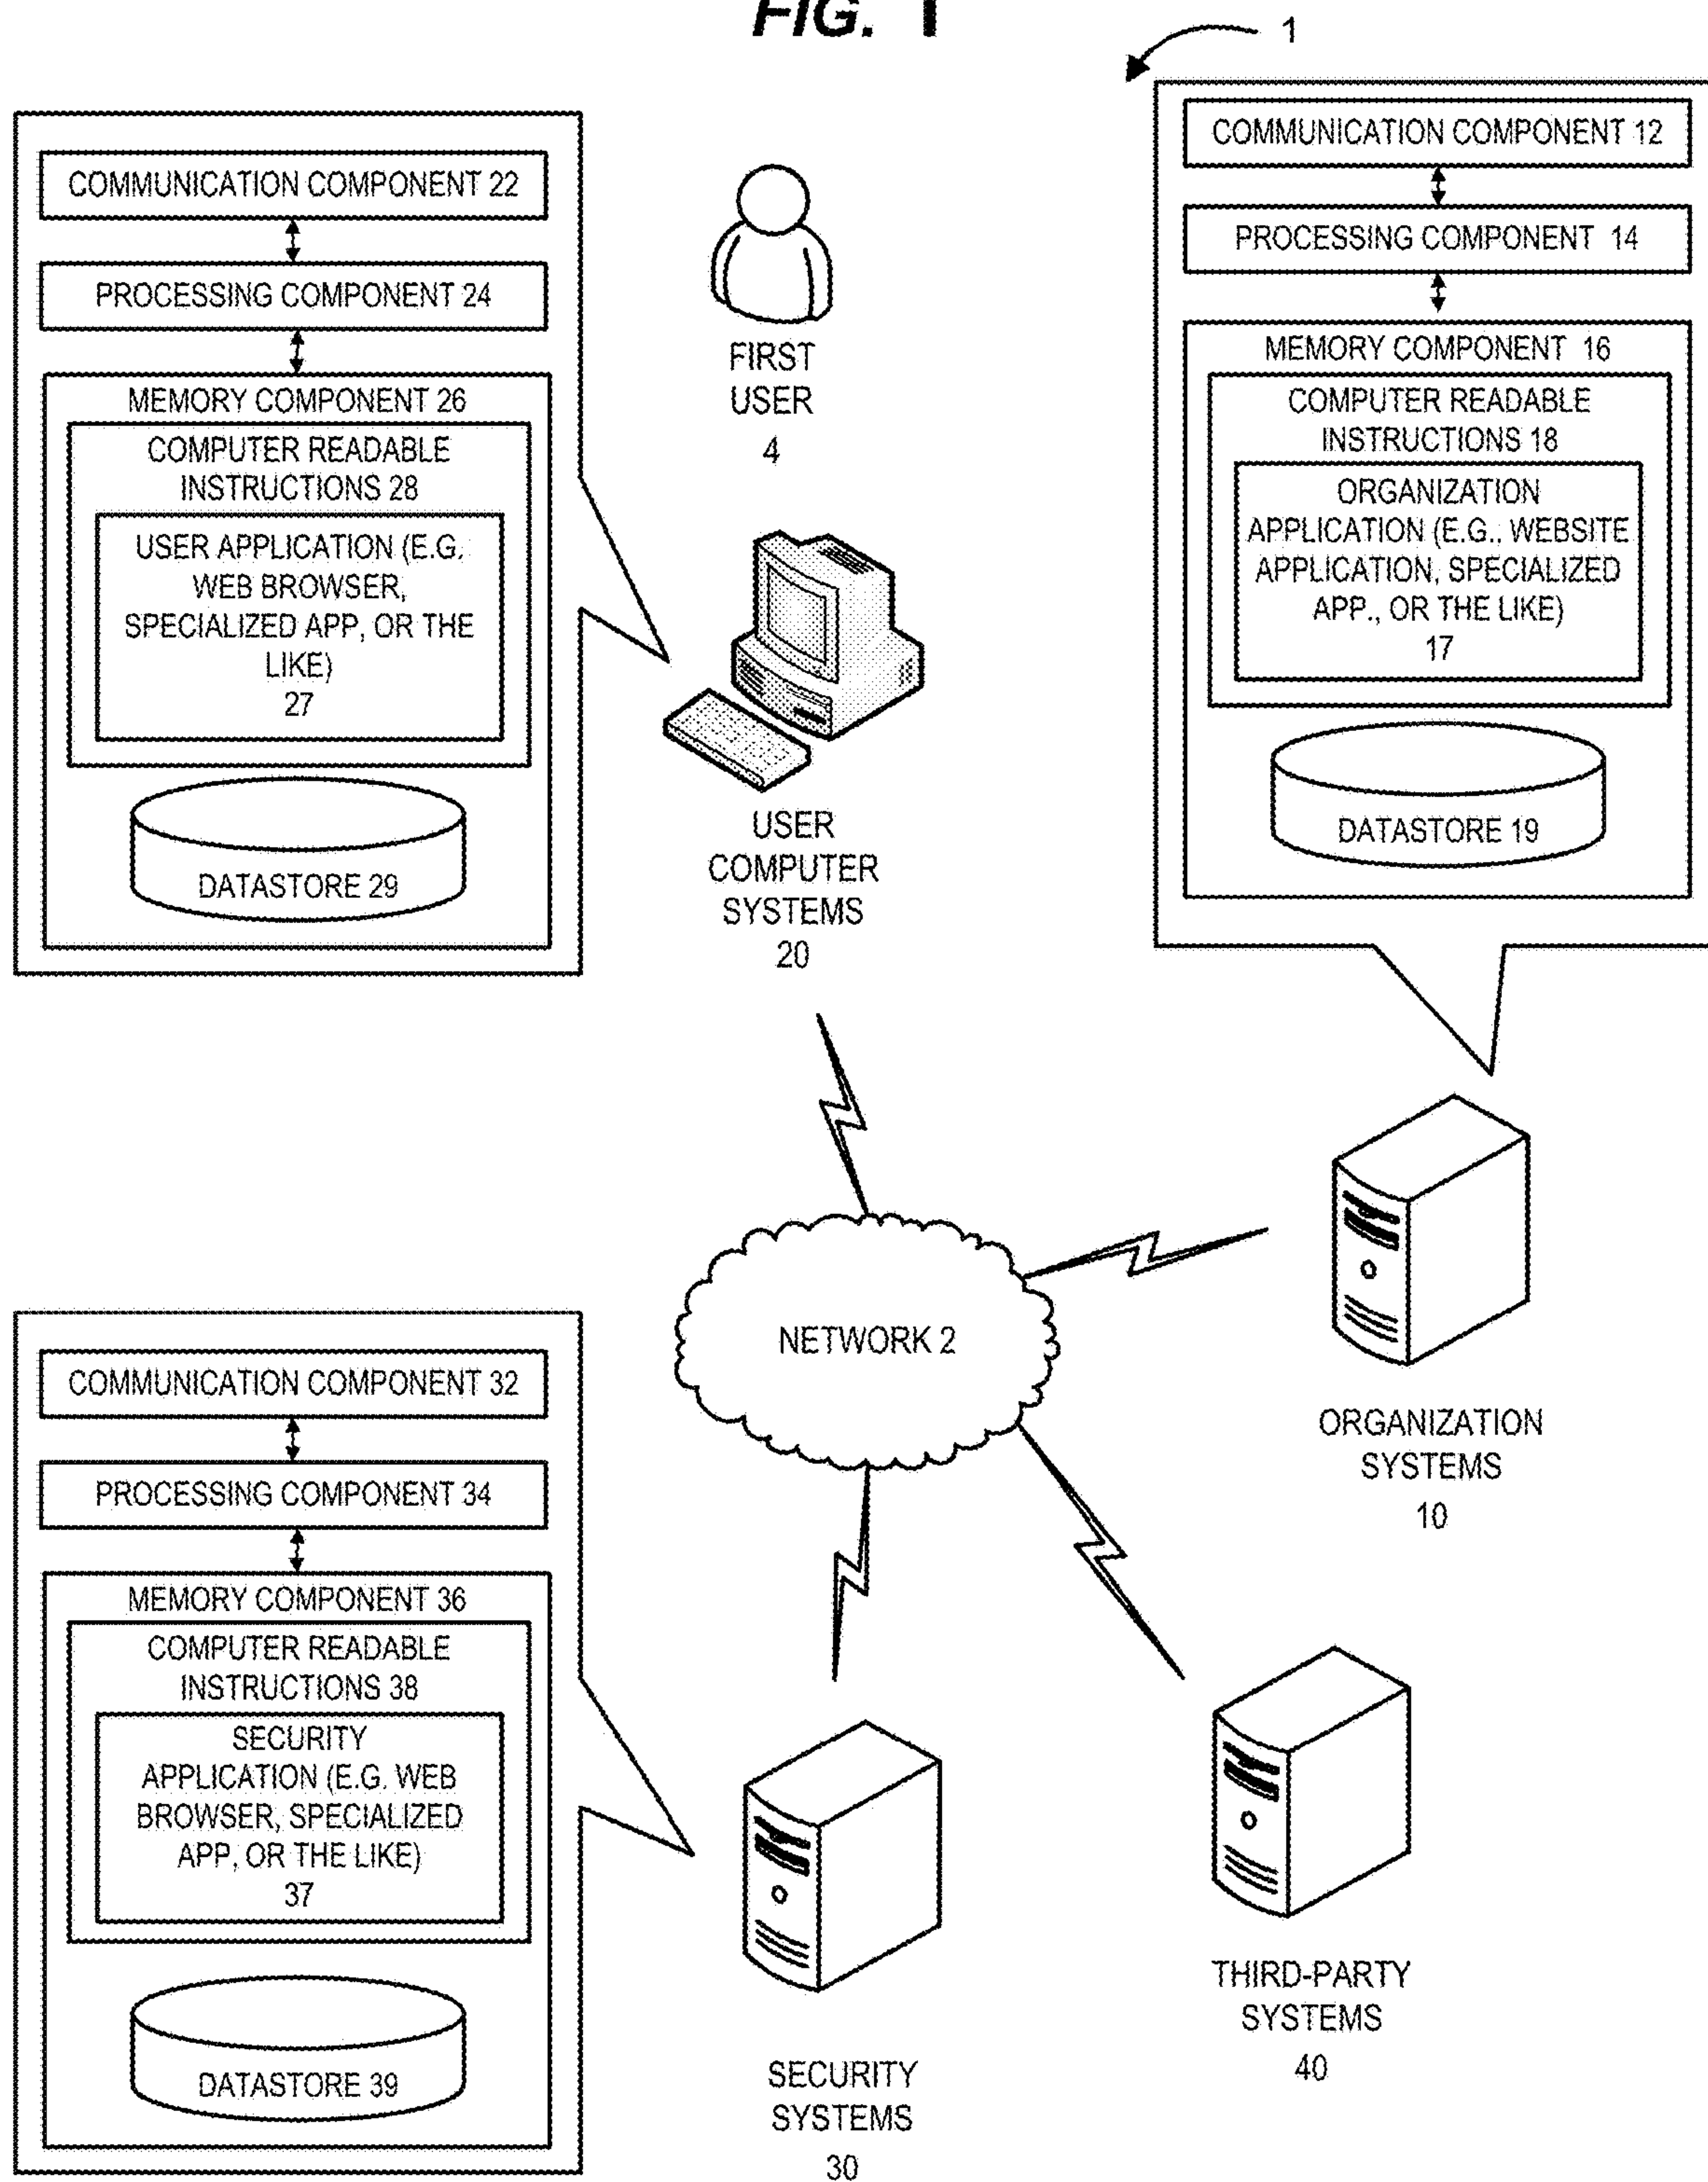 FIG. 1
1
COMMUNICATION COMPONENT 22
PROCESSING COMPONENT 24
MEMORY COMPONENT 26
COMPUTER READABLE
INSTRUCTIONS 28
USER APPLICATION (E.G.
WEB BROWSER,
SPECIALIZED APP, OR THE
LIKE)
27
DATASTORE 29
FIRST
USER
4
USER
COMPUTER
SYSTEMS
20
COMMUNICATION COMPONENT 12
PROCESSING COMPONENT 14
MEMORY COMPONENT 16
COMPUTER READABLE
INSTRUCTIONS 18
ORGANIZATION
APPLICATION (E.G.: WEBSITE
APPLICATION, SPECIALIZED
APP., OR THE LIKE)
17
DATASTORE 19
NETWORK 2
ORGANIZATION
SYSTEMS
10
COMMUNICATION COMPONENT 32
PROCESSING COMPONENT 34
MEMORY COMPONENT 36
COMPUTER READABLE
INSTRUCTIONS 38
SECURITY
APPLICATION (E.G. WEB
BROWSER, SPECIALIZED
APP, OR THE LIKE)
37
DATASTORE 39
SECURITY
SYSTEMS
30
THIRD-PARTY
SYSTEMS
40